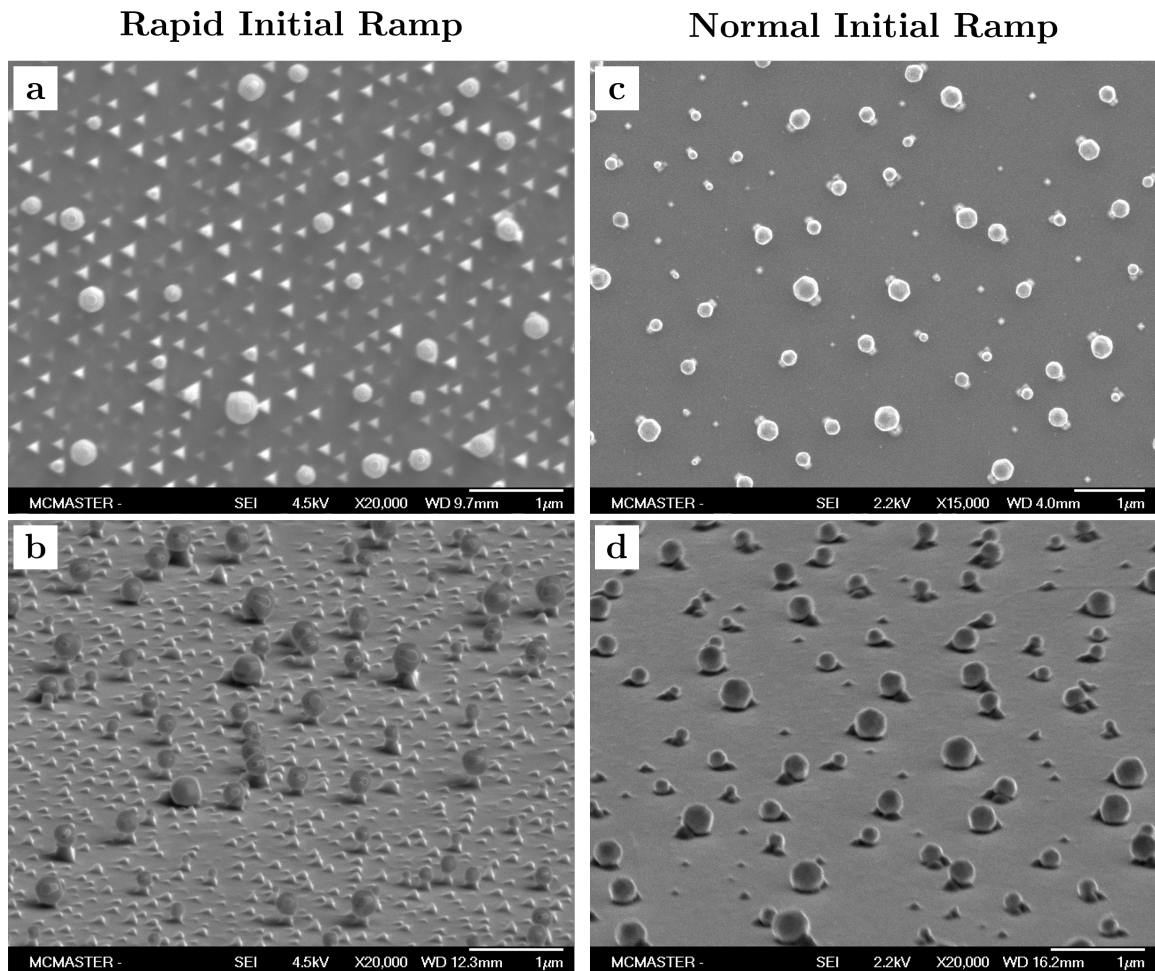 Rapid Initial Ramp
Normal Initial Ramp
a
MCMASTER - SEI 4.5kV X20,000 WD 9.7mm 1µm
c
MCMASTER - SEI 2.2kV X15,000 WD 4.0mm 1µm
b
MCMASTER - SEI 4.5kV X20,000 WD 12.3mm 1µm
d
MCMASTER - SEI 2.2kV X20,000 WD 16.2mm 1µm